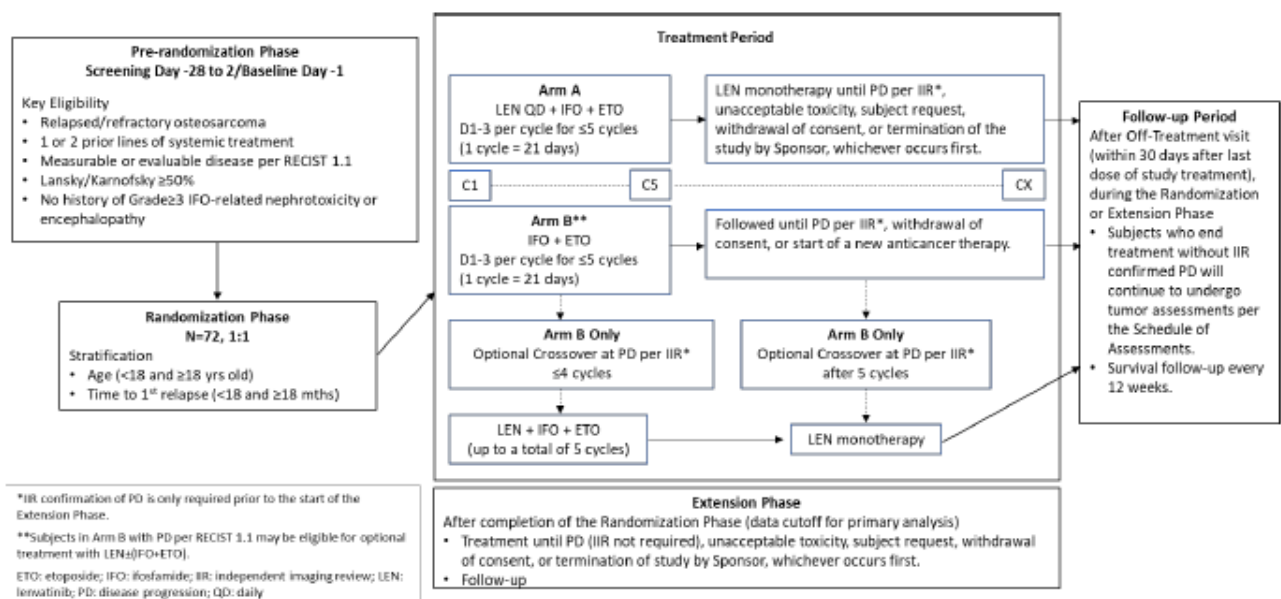 Pre-randomization Phase
Screening Day -28 to 2/Baseline Day -1
Key Eligibility
• Relapsed/refractory osteosarcoma
• 1 or 2 prior lines of systemic treatment
• Measurable or evaluable disease per RECIST 1.1
• Lansky/Karnofsky ≥50%
• No history of Grade≥3 IFO-related nephrotoxicity or
encephalopathy
Randomization Phase
N=72, 1:1
Stratification
• Age (<18 and ≥18 yrs old)
• Time to 1st relapse (<18 and ≥18 mths)
Treatment Period
Arm A
LEN QD + IFO + ETO
D1-3 per cycle for ≤5 cycles
(1 cycle = 21 days)
LEN monotherapy until PD per IIR*,
unacceptable toxicity, subject request,
withdrawal of consent, or termination of the
study by Sponsor, whichever occurs first.
C1
C5
CX
Arm B**
IFO + ETO
D1-3 per cycle for ≤5 cycles
(1 cycle = 21 days)
Followed until PD per IIR*, withdrawal of
consent, or start of a new anticancer therapy.
Arm B Only
Optional Crossover at PD per IIR*
≤4 cycles
Arm B Only
Optional Crossover at PD per IIR*
after 5 cycles
LEN + IFO + ETO
(up to a total of 5 cycles)
LEN monotherapy
Extension Phase
After completion of the Randomization Phase (data cutoff for primary analysis)
• Treatment until PD (IIR not required), unacceptable toxicity, subject request, withdrawal
of consent, or termination of study by Sponsor, whichever occurs first.
• Follow-up
Follow-up Period
After Off-Treatment visit
(within 30 days after last
dose of study treatment),
during the Randomization
or Extension Phase
• Subjects who end
treatment without IIR
confirmed PD will
continue to undergo
tumor assessments per
the Schedule of
Assessments.
• Survival follow-up every
12 weeks.
*IIR confirmation of PD is only required prior to the start of the
Extension Phase.
**Subjects in Arm B with PD per RECIST 1.1 may be eligible for optional
treatment with LEN±(IFO+ETO).
ETO: etoposide; IFO: ifosfamide; IIR: independent imaging review; LEN:
lenvatinib; PD: disease progression; QD: daily